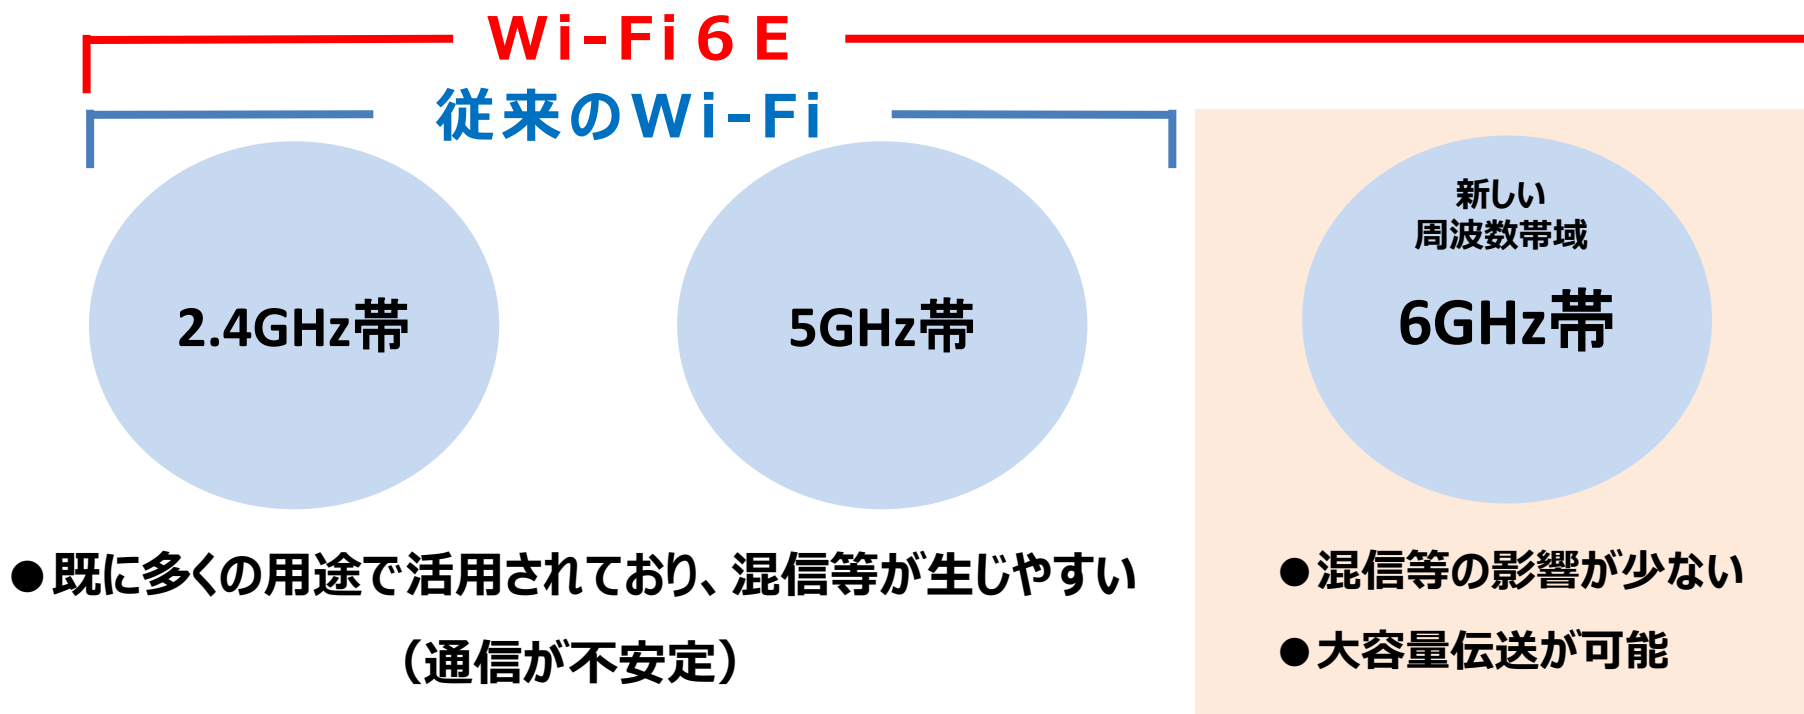 Wi-Fi６E
従来のWi-Fi
2.4GHz帯
5GHz帯
新しい
周波数帯域
6GHz帯
●既に多くの用途で活用されており、混信等が生じやすい
（通信が不安定）
●混信等の影響が少ない
●大容量伝送が可能